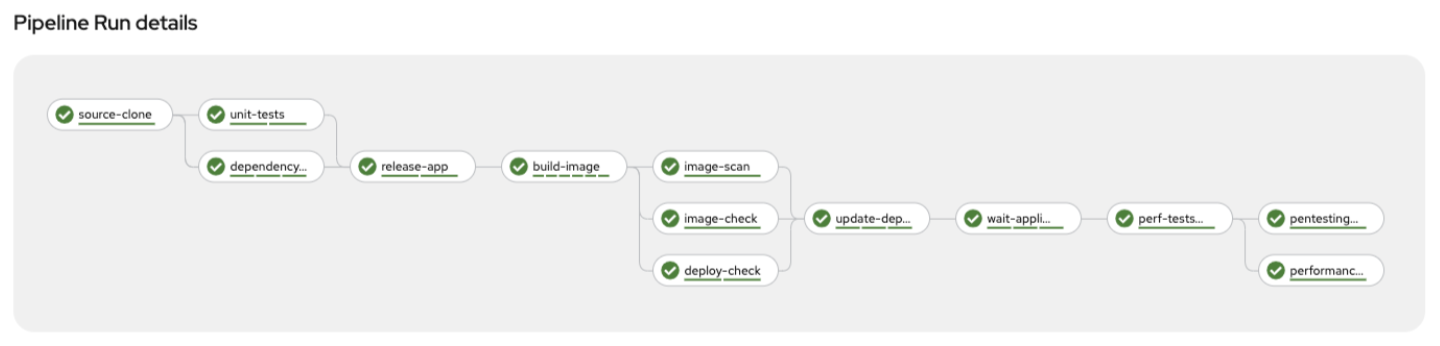 Pipeline Run details
source-clone
unit-tests
dependency...
release-app
build-image
image-scan
image-check
deploy-check
update-dep...
wait-appli...
perf-tests...
pentesting...
performanc...